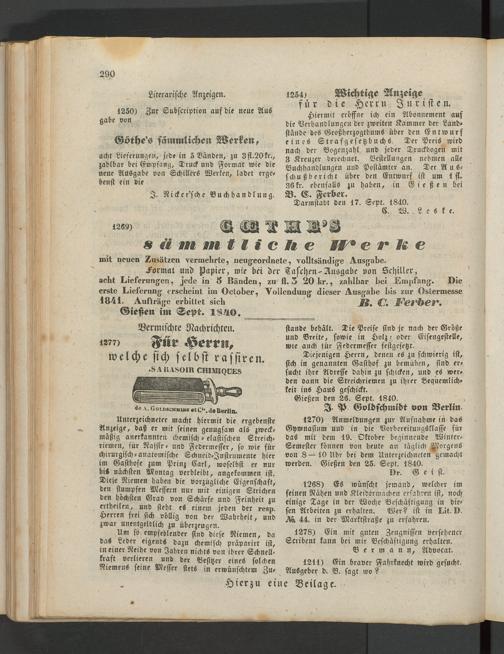 290
Literarische Anzeigen.
1250) Zur Subscription auf die neue Aus
gabe von
Göthe's sämmtlichen Werken,
acht Lieferungen, jede in 5 Bänden, zu 3fl.20kr.,
zahlbar bei Empfang, Druck und Format wie die
neue Ausgabe von Schillers Werken, ladet erge-
benst ein die
J. Ricker'sche Buchhandlung.
1254) Wichtige Anzeige
für die Herrn Juristen.
Hiermit eröffne ich ein Abonnement auf
die Verhandlungen der zweiten Kammer der Land-
stände des Großherzogthums über den Entwurf
eines Strafgesetzbuchs. Der Preis wird
nach der Bogenzahl, und jeder Druckbogen mit
3 Kreuzer berechnet. Bestellungen nehmen alle
Buchhandlungen und Postämter an. Der Aus-
schußbericht über den Entwurf ist um 1 fl.
36 kr. ebenfalls zu haben, in Gießen bei
B. C. Ferber.
Darmstadt den 17. Sept. 1840.
C. W. Leske.
1269) GŒTHE'S
sämmtliche Werke
mit neuen Zusätzen vermehrte, neugeordnete, vollständige Ausgabe.
Format und Papier, wie bei der Taschen-Ausgabe von Schiller,
acht Lieferungen, jede in 5 Bänden, zu fl. 3 20 kr., zahlbar bei Empfang. Die
erste Lieferung erscheint im October, Vollendung dieser Ausgabe bis zur Ostermesse
1841. Aufträge erbittet sich B. C. Ferber.
Gießen im Sept. 1840.
Vermischte Nachrichten.
1277) Für Herrn,
welche sich selbst rassiren.
à RASOIR CHIMIQUES
de A. GOLDSCHMIDT et Cie. de Berlin.
Unterzeichneter macht hiermit die ergebenste
Anzeige, daß er mit seinen genugsam als zweck-
mäßig anerkannten chemisch-elastischen Streich-
riemen, für Rasir- und Federmesser, so wie für
chirurgisch-anatomische Schneid-Instrumente hier
im Gasthofe zum Prinz Carl, woselbst er nur
bis nächsten Montag verbleibt, angekommen ist.
Diese Riemen haben die vorzügliche Eigenschaft,
den stumpfen Messern nur mit einigen Strichen
den höchsten Grad von Schärfe und Feinheit zu
ertheilen, und steht es einem jeden der resp.
Herren frei sich völlig von der Wahrheit, und
zwar unentgeltlich zu überzeugen.
Um so empfehlender sind diese Riemen, da
das Leder eigends dazu chemisch präparirt ist,
in einer Reihe von Jahren nichts von ihrer Schnell-
kraft verlieren und der Besitzer eines solchen
Riemens seine Messer stets in erwünschtem Zu-
stande behält. Die Preise sind je nach der Größe
und Breite, sowie in Holz- oder Eisengestelle,
wie auch für Federmesser festgesetzt.
Diejenigen Herrn, denen es zu schwierig ist,
sich in genannten Gasthof zu bemühen, sind er-
sucht ihre Adresse dahin zu schicken, und es wer-
den dann die Streichriemen zu ihrer Bequemlich-
keit ins Haus geschickt.
Gießen den 26. Sept. 1840.
J. P Goldschmidt von Berlin.
1270) Anmeldungen zur Aufnahme in das
Gymnasium und in die Vorbereitungsschule für
das mit dem 19. Oktober beginnende Winter-
Semester können von heute an täglich Morgens
von 8—10 Uhr bei dem Unterzeichneten gemacht
werden. Gießen den 25. Sept. 1840.
Dr. Geist.
1268) Es wünscht jemand, welcher im
feinen Nähen und Kleidermachen erfahren ist, noch
einige Tage in der Woche Beschäftigung in die-
sen Arbeiten zu erhalten. Wer? ist in Lit. D.
№ 44. in der Marktstraße zu erfahren.
1278) Ein mit guten Zeugnissen versehener
Scribent kann bei mir Beschäftigung erhalten.
Bermann, Advocat.
1211) Ein braver Fahrknecht wird gesucht.
Ausgeber d. B. sagt wo?
Hierzu eine Beilage.